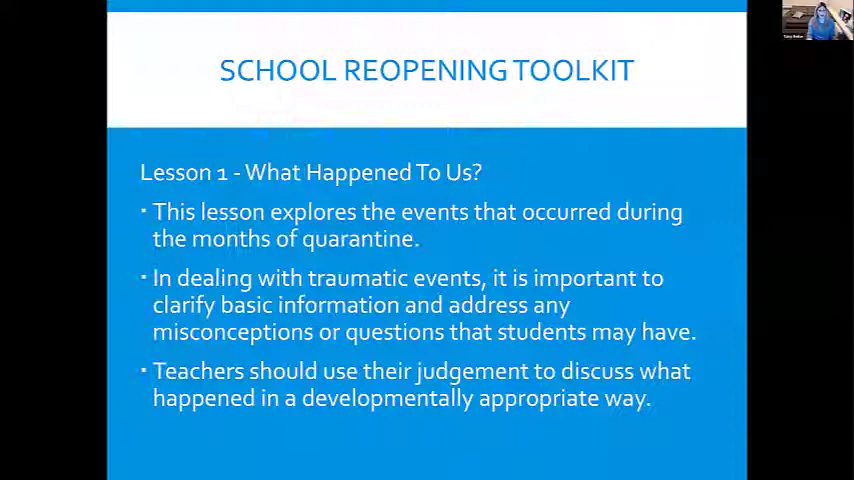 SCHOOL REOPENING TOOLKIT
Lesson 1 - What Happened To Us?
▪ This lesson explores the events that occurred during
the months of quarantine.
▪ In dealing with traumatic events, it is important to
clarify basic information and address any
misconceptions or questions that students may have.
▪ Teachers should use their judgement to discuss what
happened in a developmentally appropriate way.